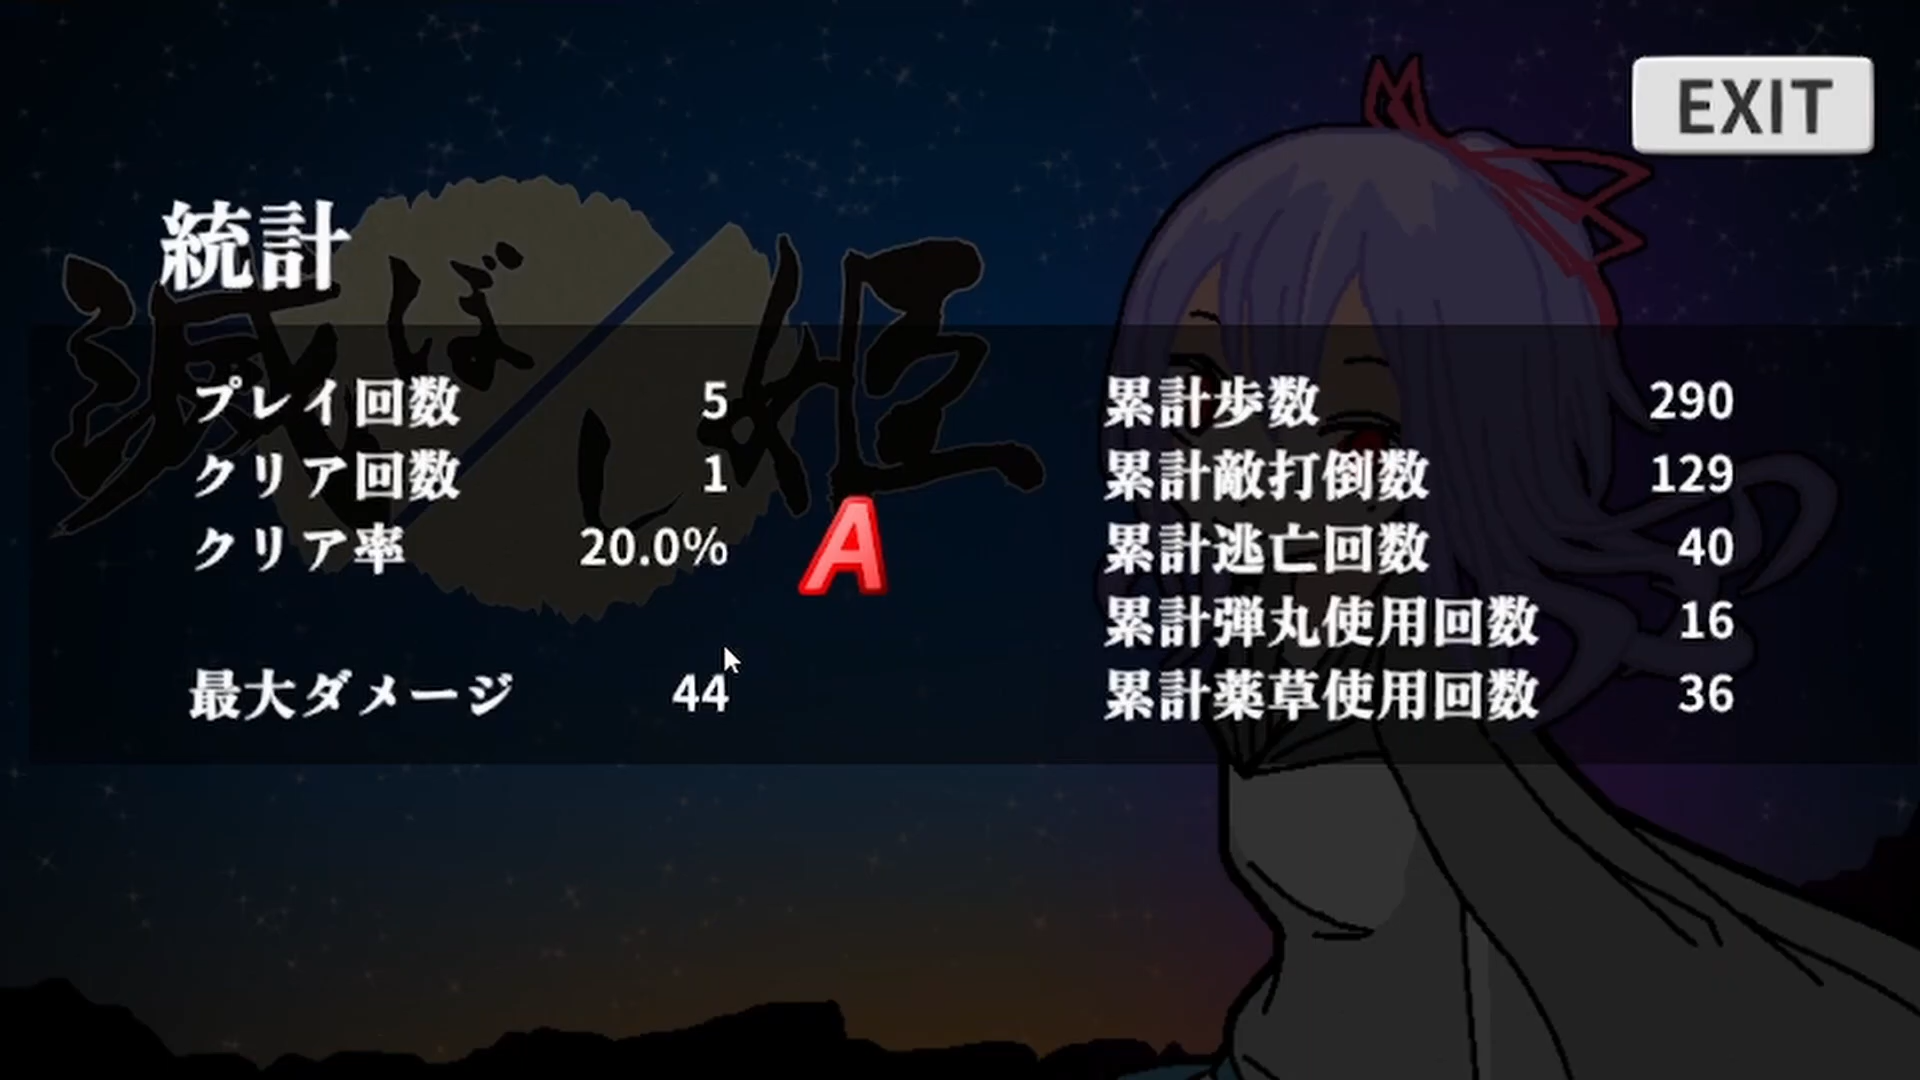 EXIT
統計
滅ぼし姫
プレイ回数 5
クリア回数 1
クリア率 20.0% A
最大ダメージ 44
累計歩数 290
累計敵打倒数 129
累計逃亡回数 40
累計弾丸使用回数 16
累計薬草使用回数 36